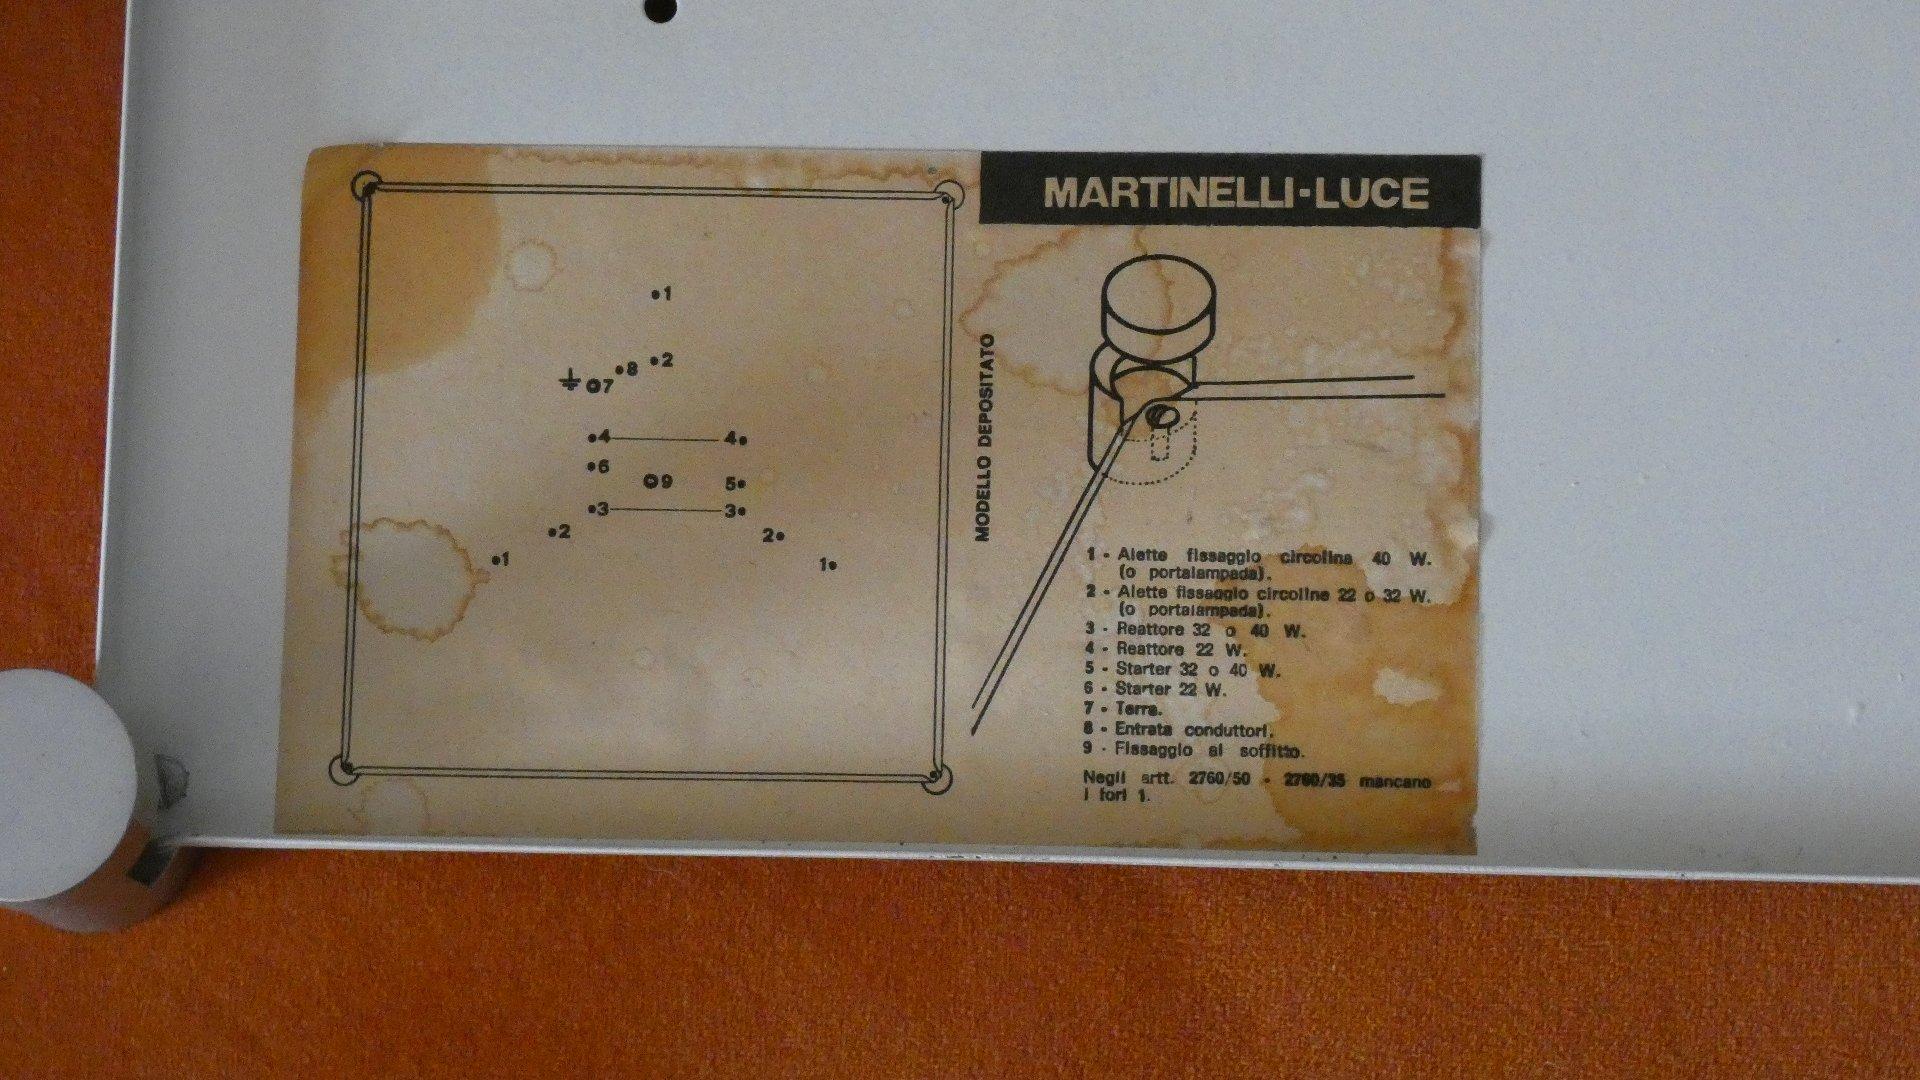 MARTINELLI-LUCE
MODELLO DEPOSITATO
1
2
8
7
4 4
6
9
5
3 3
2
2
1
1
1 - Alette fissaggio circolina 40 W.
(o portalampada).
2 - Alette fissaggio circoline 22 o 32 W.
(o portalampada).
3 - Reattore 32 o 40 W.
4 - Reattore 22 W.
5 - Starter 32 o 40 W.
6 - Starter 22 W.
7 - Terra.
8 - Entrata conduttori.
9 - Fissaggio al soffitto.
Negli artt. 2760/50 - 2760/35 mancano
i fori 1.